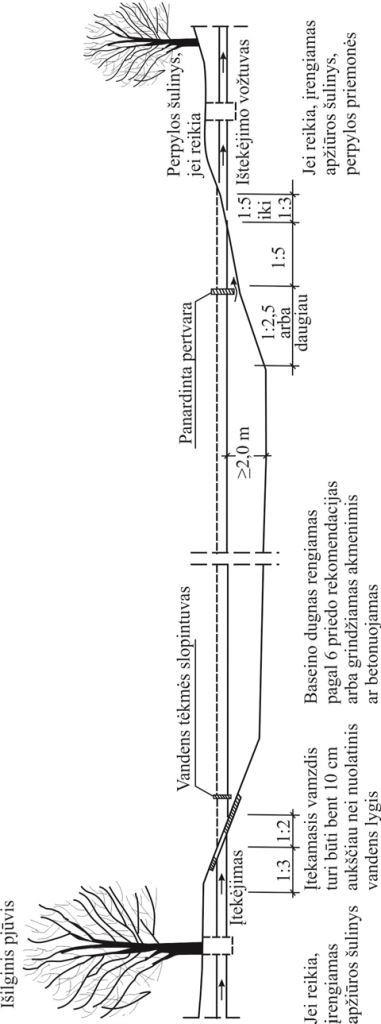 Išilginis pjūvis
Vandens tėkmės slopintuvas
Panardinta pertvara
Perpylos šulinys,
jei reikia
Įtekėjimas
1:3
1:2
≥2,0 m
1:2,5
arba
daugiau
1:5
1:5
iki
1:3
Ištekėjimo vožtuvas
Jei reikia,
įrengiamas
apžiūros šulinys
Įtekamasis vamzdis
turi būti bent 10 cm
aukščiau nei nuolatinis
vandens lygis
Baseino dugnas rengiamas
pagal 6 priedo rekomendacijas
arba grindžiamas akmenimis
ar betonuojamas
Jei reikia, įrengiamas
apžiūros šulinys,
perpylos priemonės